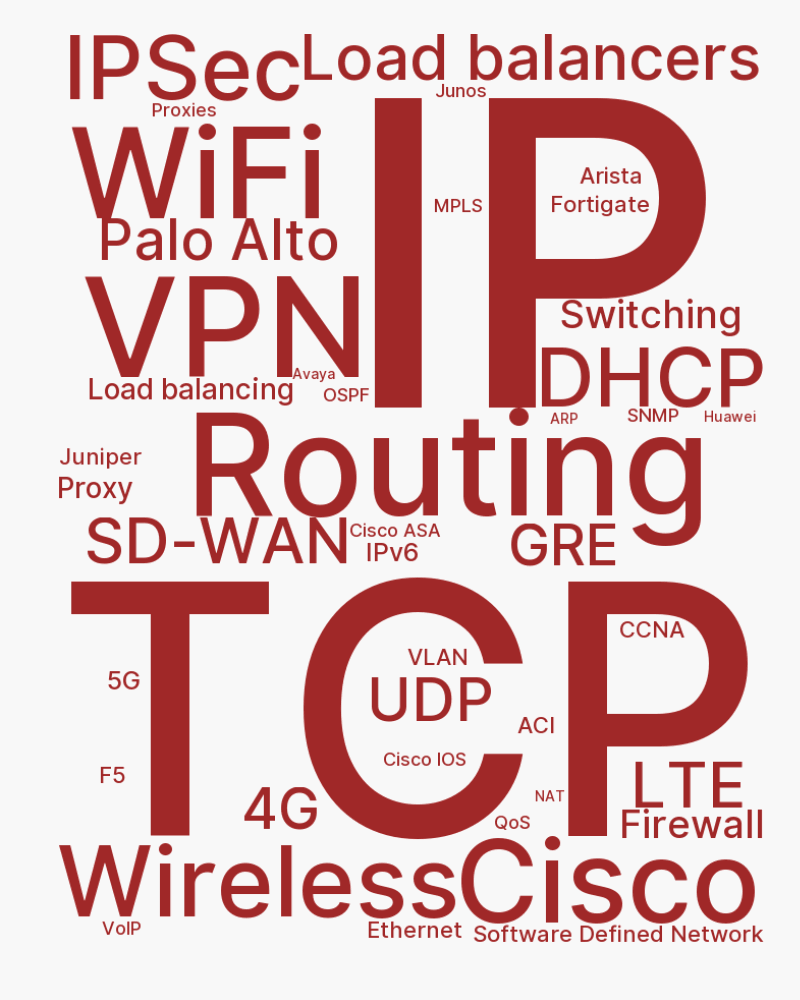 IPSec
Load balancers
Junos
Proxies
WiFi
IP
Arista
MPLS
Fortigate
Palo Alto
VPN
Switching
DHCP
Avaya
Load balancing
OSPF
ARP
SNMP
Huawei
Routing
Juniper
Proxy
SD-WAN
Cisco ASA
IPv6
GRE
TCP
CCNA
VLAN
5G
UDP
ACI
Cisco IOS
F5
LTE
NAT
4G
QoS
Firewall
Wireless
Cisco
VoIP
Ethernet
Software Defined Network